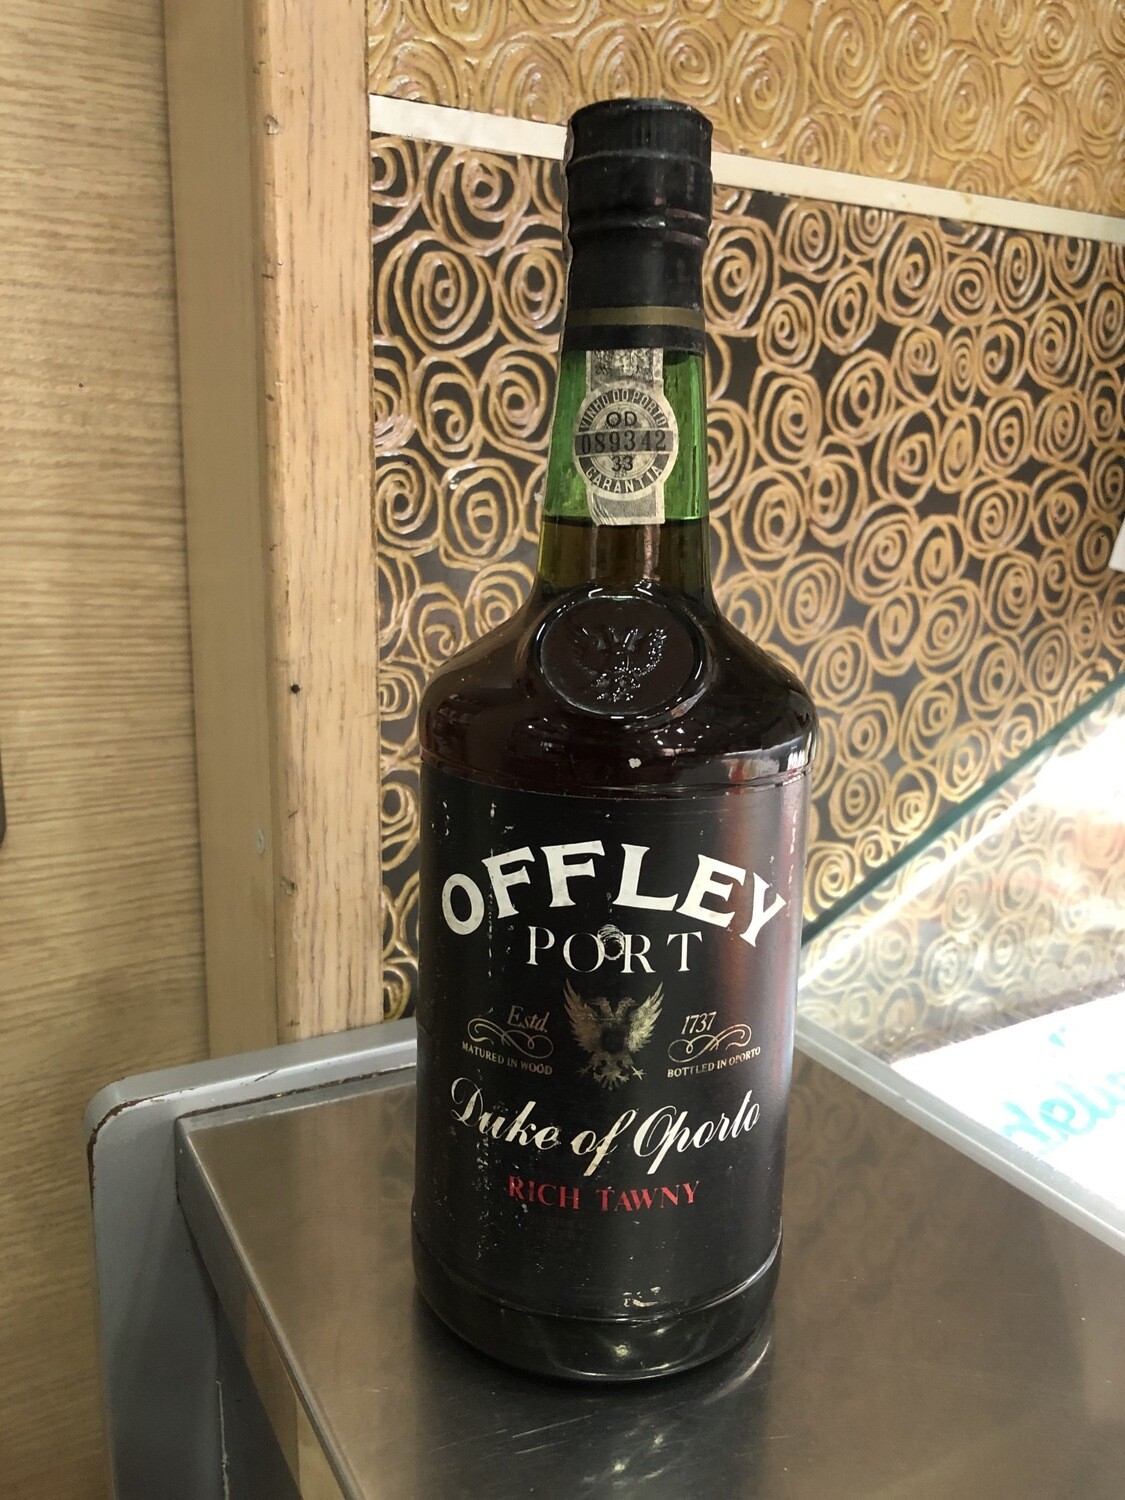 VINHO DO PORTO
OD
089342
33
GARANTIA
OFFLEY
PORT
Estd. 1737
MATURED IN WOOD BOTTLED IN OPORTO
Duke of Oporto
RICH TAWNY